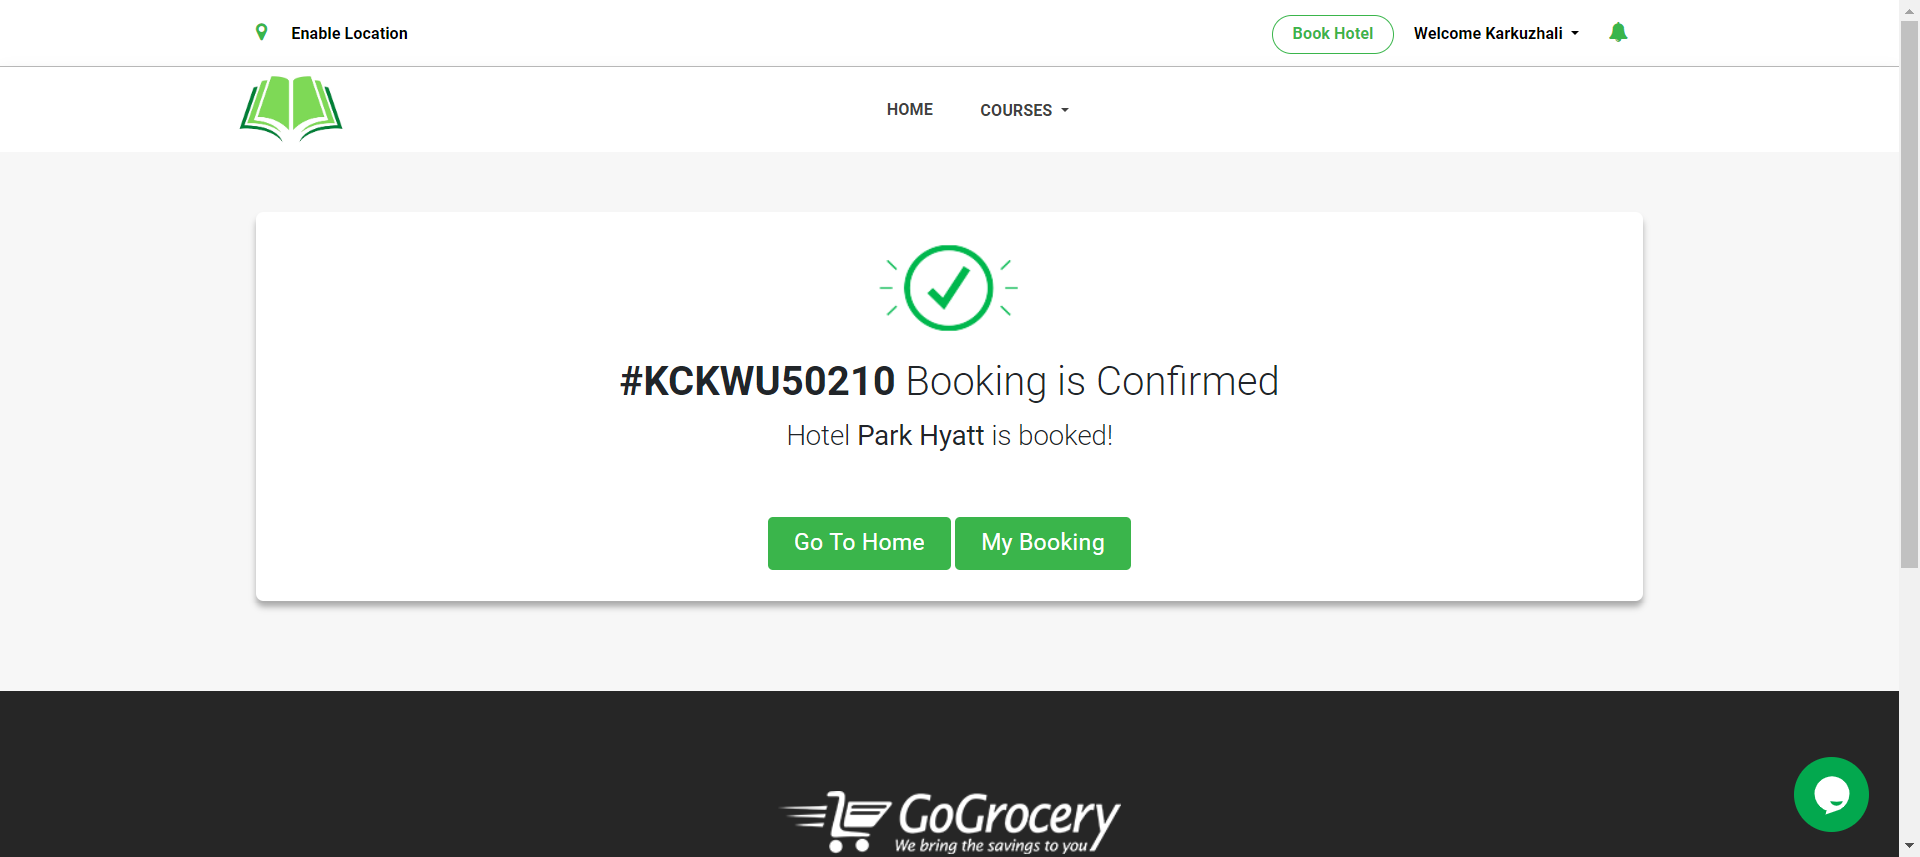 Enable Location
Book Hotel
Welcome Karkuzhali
HOME
COURSES
#KCKWU50210 Booking is Confirmed
Hotel Park Hyatt is booked!
Go To Home
My Booking
GoGrocery
We bring the savings to you